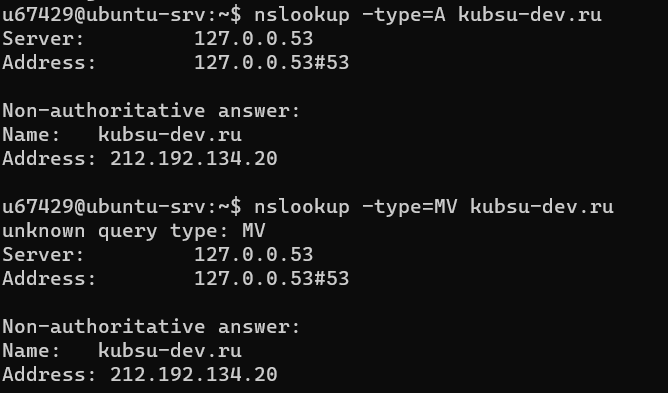 u67429@ubuntu-srv:~$ nslookup -type=A kubsu-dev.ru
Server:         127.0.0.53
Address:        127.0.0.53#53
Non-authoritative answer:
Name:   kubsu-dev.ru
Address: 212.192.134.20
u67429@ubuntu-srv:~$ nslookup -type=MV kubsu-dev.ru
unknown query type: MV
Server:         127.0.0.53
Address:        127.0.0.53#53
Non-authoritative answer:
Name:   kubsu-dev.ru
Address: 212.192.134.20